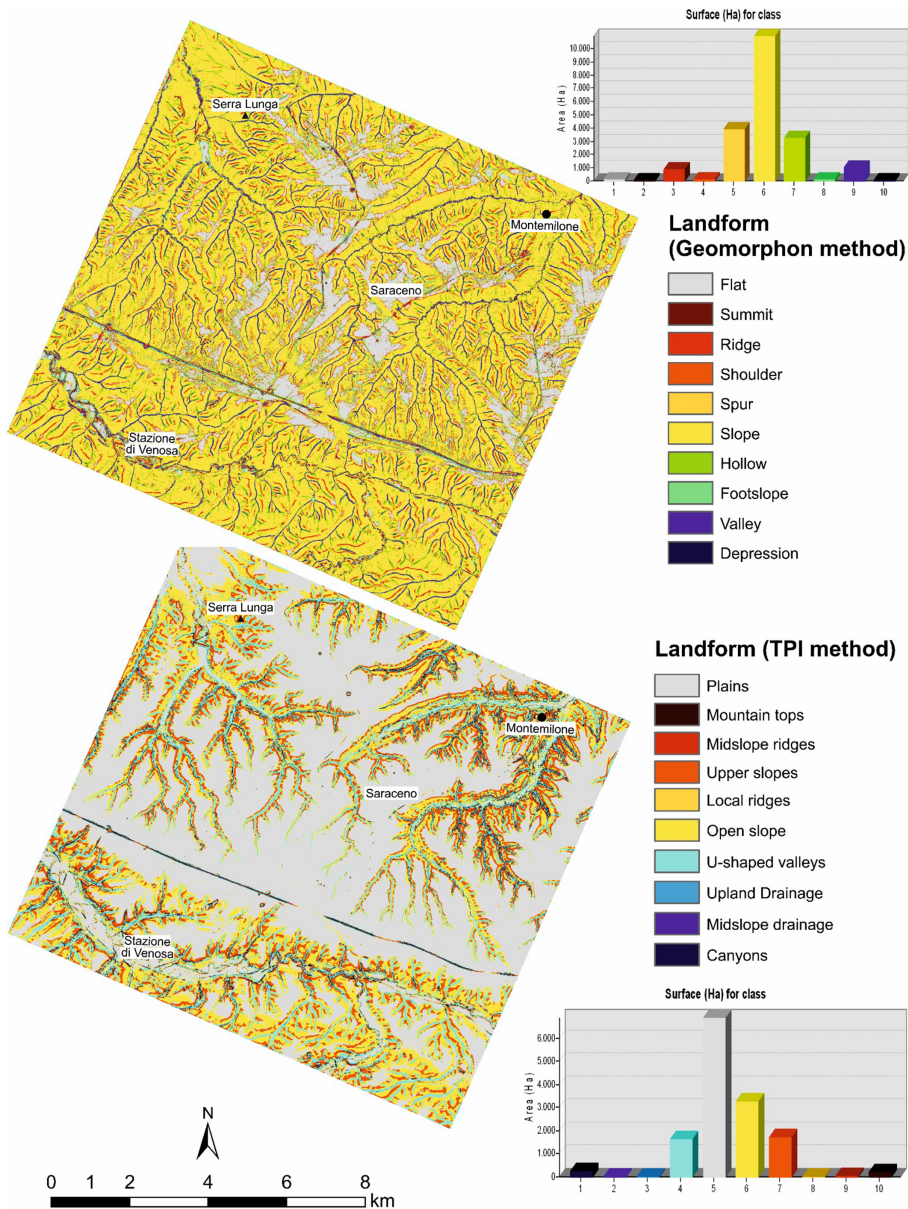 Surface (Ha) for class
Area (Ha)
10.000
9.000
8.000
7.000
6.000
5.000
4.000
3.000
2.000
1.000
0
1 2 3 4 5 6 7 8 9 10
Serra Lunga
Montemilone
Saraceno
Stazione
di Venosa
Landform
(Geomorphon method)
Flat
Summit
Ridge
Shoulder
Spur
Slope
Hollow
Footslope
Valley
Depression
Serra Lunga
Montemilone
Saraceno
Stazione
di Venosa
Landform (TPI method)
Plains
Mountain tops
Midslope ridges
Upper slopes
Local ridges
Open slope
U-shaped valleys
Upland Drainage
Midslope drainage
Canyons
Surface (Ha) for class
Area (Ha)
6.000
5.000
4.000
3.000
2.000
1.000
0
1 2 3 4 5 6 7 8 9 10
N
0 1 2 4 6 8
km